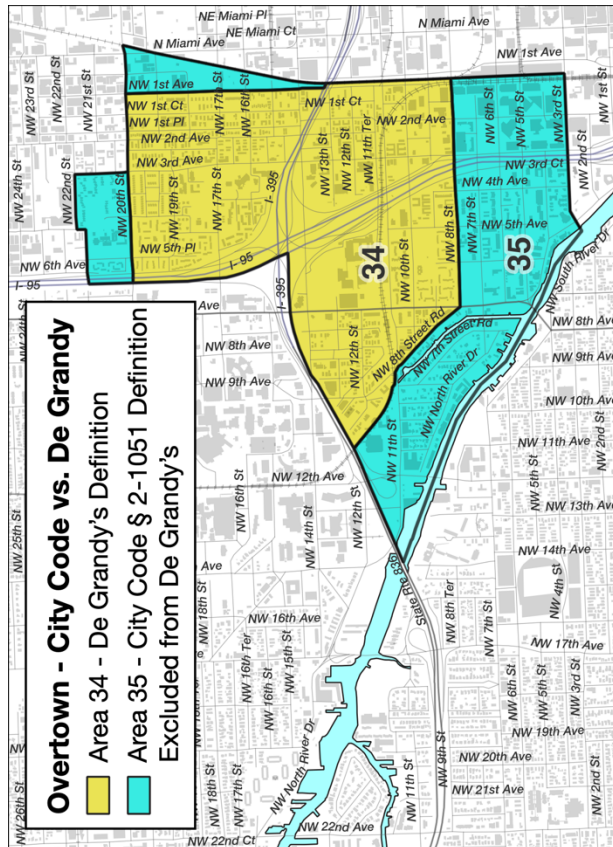 Overtown - City Code vs. De Grandy
Area 34 - De Grandy's Definition
Area 35 - City Code § 2-1051 Definition
Excluded from De Grandy's
34
35
NE Miami Pl
NE Miami Ct
N Miami Ave
NW 1st Ave
NW 1st Ave
NW 23rd St
NW 22nd St
NW 21st St
NW 1st Ct
NW 1st Ct
NW 1st Pl
NW 2nd Ave
NW 2nd Ave
NW 3rd Ave
NW 17th St
NW 16th St
NW 13th St
NW 12th St
NW 11th Ter
NW 6th St
NW 5th St
NW 3rd St
NW 2nd St
NW 1st St
NW 3rd Ct
NW 4th Ave
NW 5th Ave
NW 24th St
NW 22nd St
NW 20th St
NW 19th St
NW 17th St
NW 5th Pl
NW 6th Ave
I-395
I-95
I-95
I-395
NW 10th St
NW 8th St
NW 7th St
NW South River Dr
NW 8th Ave
NW 9th Ave
NW 12th St
NW 8th Street Rd
NW 7th Street Rd
NW North River Dr
NW 11th St
NW 8th Ave
NW 9th Ave
NW 10th Ave
NW 11th Ave
NW 12th Ave
NW 13th Ave
NW 14th Ave
NW 5th St
NW 4th St
NW 2nd St
NW 25th St
NW 16th St
NW 14th St
NW 12th St
NW 18th St
NW 16th Ave
NW 16th Ter
NW 15th St
State Rte 836
NW 8th Ter
NW 7th St
NW 17th Ave
NW 6th St
NW 5th St
NW 3rd St
NW 19th Ave
NW 20th Ave
NW 21st Ave
NW 9th St
NW 11th St
NW North River Dr
NW 26th St
NW 18th St
NW 17th St
NW 22nd Ct
NW 22nd Ave
NW 2nd St